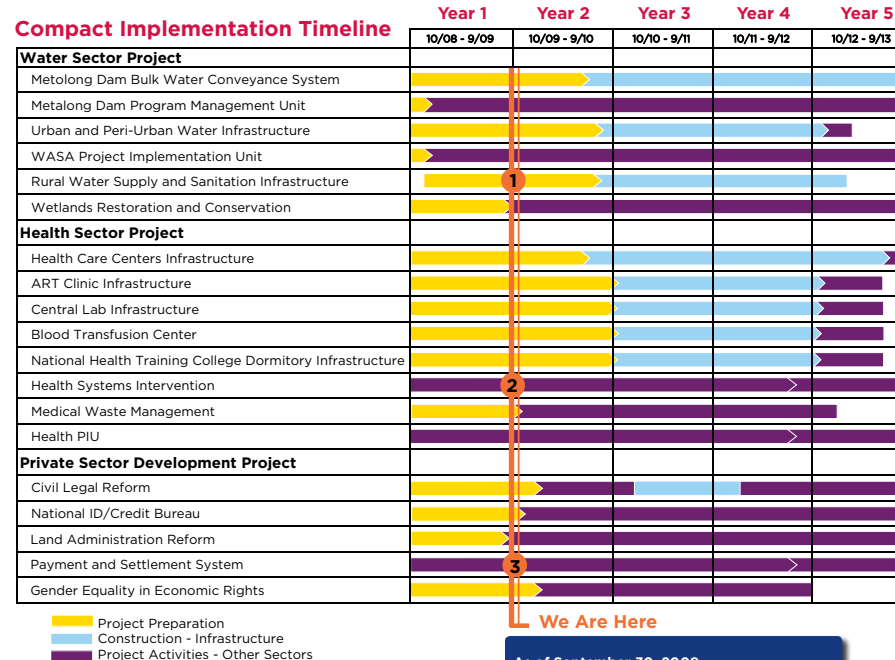 Compact Implementation Timeline
Year 1 Year 2 Year 3 Year 4 Year 5
10/08 - 9/09 10/09 - 9/10 10/10 - 9/11 10/11 - 9/12 10/12 - 9/13
Water Sector Project
Metolong Dam Bulk Water Conveyance System
Metalong Dam Program Management Unit
Urban and Peri-Urban Water Infrastructure
WASA Project Implementation Unit
Rural Water Supply and Sanitation Infrastructure
1
Wetlands Restoration and Conservation
Health Sector Project
Health Care Centers Infrastructure
ART Clinic Infrastructure
Central Lab Infrastructure
Blood Transfusion Center
National Health Training College Dormitory Infrastructure
Health Systems Intervention
2
Medical Waste Management
Health PIU
Private Sector Development Project
Civil Legal Reform
National ID/Credit Bureau
Land Administration Reform
Payment and Settlement System
3
Gender Equality in Economic Rights
We Are Here
Project Preparation
Construction - Infrastructure
Project Activities - Other Sectors
As of September 30, 2009